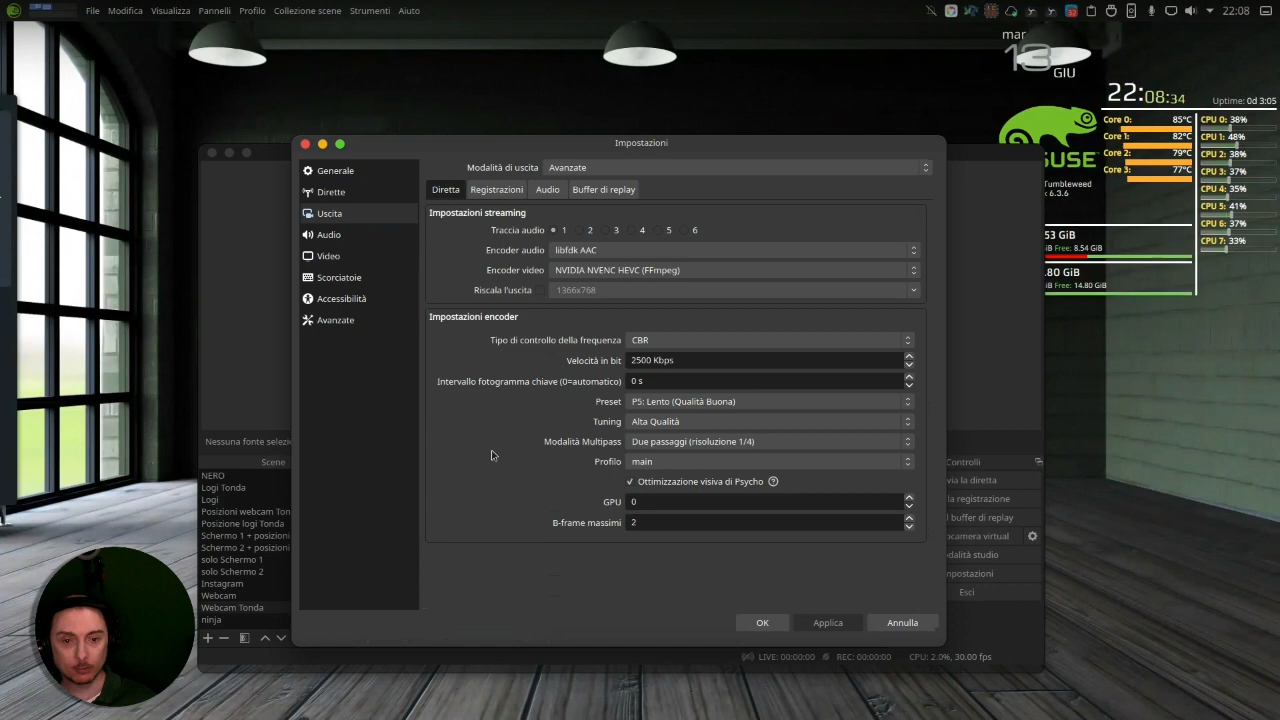 File Modifica Visualizza Pannelli Profilo Collezione scene Strumenti Aiuto
32
22:08
mar
13
GIU
22:08:34
Uptime: 0d 3:05
Core 0: 85°C
Core 1: 82°C
Core 2: 79°C
Core 3: 77°C
CPU 0: 38%
CPU 1: 48%
CPU 2: 38%
CPU 3: 37%
CPU 4: 35%
CPU 5: 41%
CPU 6: 37%
CPU 7: 33%
USE
Tumbleweed
x 6.3.6
53 GiB
iB Free: 8.54 GiB
.80 GiB
iB Free: 14.80 GiB
Impostazioni
Generale
Dirette
Uscita
Audio
Video
Scorciatoie
Accessibilità
Avanzate
Modalità di uscita Avanzate
Diretta Registrazioni Audio Buffer di replay
Impostazioni streaming
Traccia audio 1 2 3 4 5 6
Encoder audio libfdk AAC
Encoder video NVIDIA NVENC HEVC (FFmpeg)
Riscala l'uscita 1366x768
Impostazioni encoder
Tipo di controllo della frequenza CBR
Velocità in bit 2500 Kbps
Intervallo fotogramma chiave (0=automatico) 0 s
Preset P5: Lento (Qualità Buona)
Tuning Alta Qualità
Modalità Multipass Due passaggi (risoluzione 1/4)
Profilo main
Ottimizzazione visiva di Psycho
GPU 0
B-frame massimi 2
OK Applica Annulla
Nessuna fonte selezi
Scene
NERO
Logi Tonda
Logi
Posizioni webcam Ton
Posizione logi Tonda
Schermo 1 + posizioni
Schermo 2 + posizioni
solo Schermo 1
solo Schermo 2
Instagram
Webcam
Webcam Tonda
ninja
Controlli
via la diretta
la registrazione
l buffer di replay
ocamera virtual
dalità studio
mpostazioni
Esci
LIVE: 00:00:00 REC: 00:00:00 CPU: 2.0%, 30.00 fps